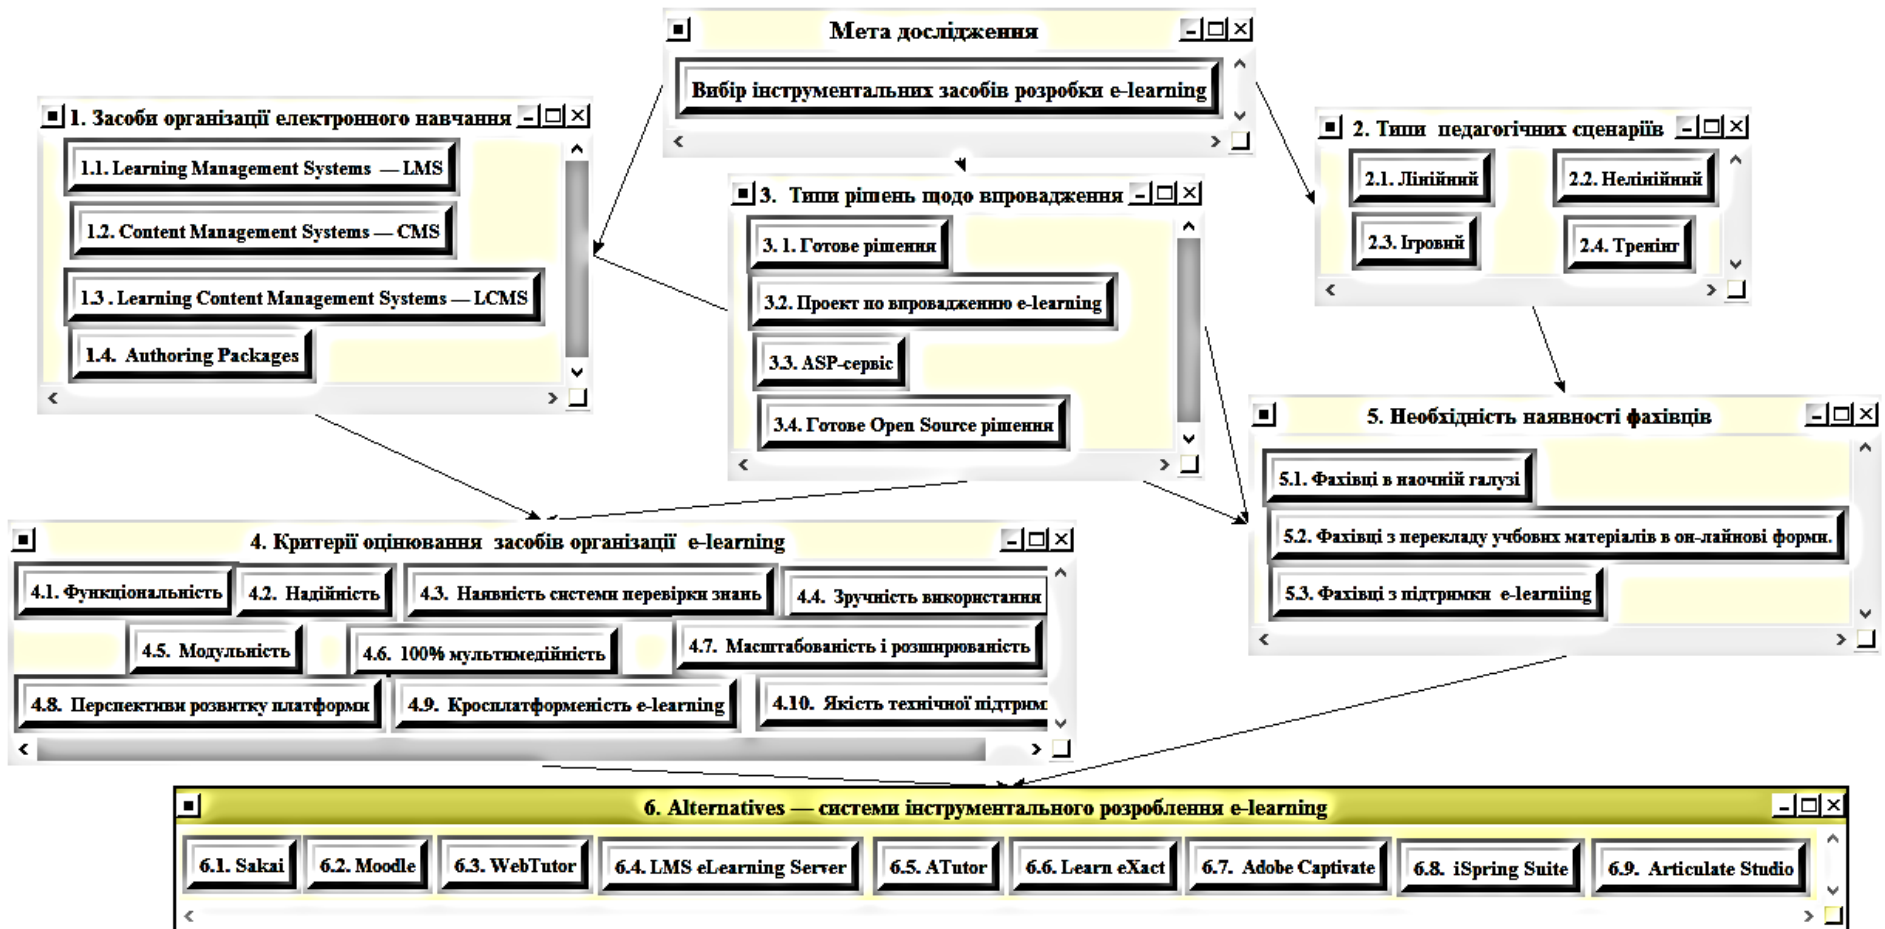 Мета дослідження
Вибір інструментальних засобів розробки e-learning
1. Засоби організації електронного навчання
1.1. Learning Management Systems — LMS
1.2. Content Management Systems — CMS
1.3 . Learning Content Management Systems — LCMS
1.4. Authoring Packages
2. Типи педагогічних сценаріїв
2.1. Лінійний
2.2. Нелінійний
2.3. Ігровий
2.4. Тренінг
3. Типи рішень щодо впровадження
3. 1. Готове рішення
3.2. Проект по впровадженню e-learning
3.3. ASP-сервіс
3.4. Готове Open Source рішення
4. Критерії оцінювання засобів організації e-learning
4.1. Функціональність
4.2. Надійність
4.3. Наявність системи перевірки знань
4.4. Зручність використання
4.5. Модульність
4.6. 100% мультимедійність
4.7. Масштабованість і розширюваність
4.8. Перспективи розвитку платформи
4.9. Кросплатформеність e-learning
4.10. Якість технічної підтрим
5. Необхідність наявності фахівців
5.1. Фахівці в наочній галузі
5.2. Фахівці з перекладу учбових матеріалів в он-лайнові форми.
5.3. Фахівці з підтримки e-learniing
6. Alternatives — системи інструментального розроблення e-learning
6.1. Sakai
6.2. Moodle
6.3. WebTutor
6.4. LMS eLearning Server
6.5. ATutor
6.6. Learn eXact
6.7. Adobe Captivate
6.8. iSpring Suite
6.9. Articulate Studio